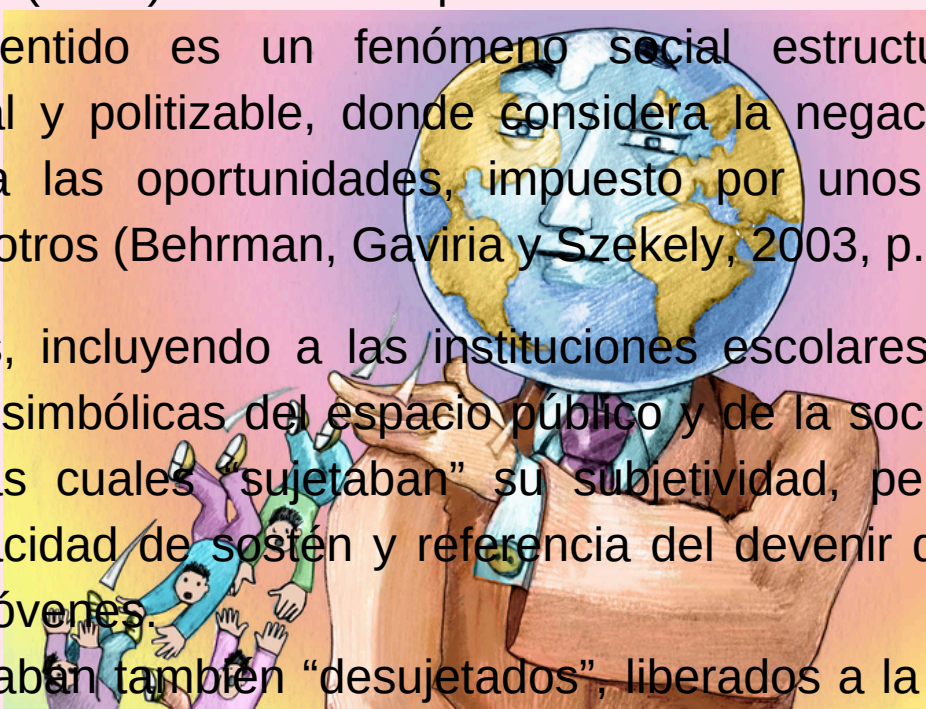 entido es un fenómeno social estructu
l y politizable, donde considera la negac
a las oportunidades, impuesto por unos
otros (Behrman, Gaviria y Szekely, 2003, p.
s, incluyendo a las instituciones escolares
simbólicas del espacio público y de la soc
s cuales “sujetaban” su subjetividad, pe
acidad de sostén y referencia del devenir d
óvenes.
aban también “desujetados”, liberados a la